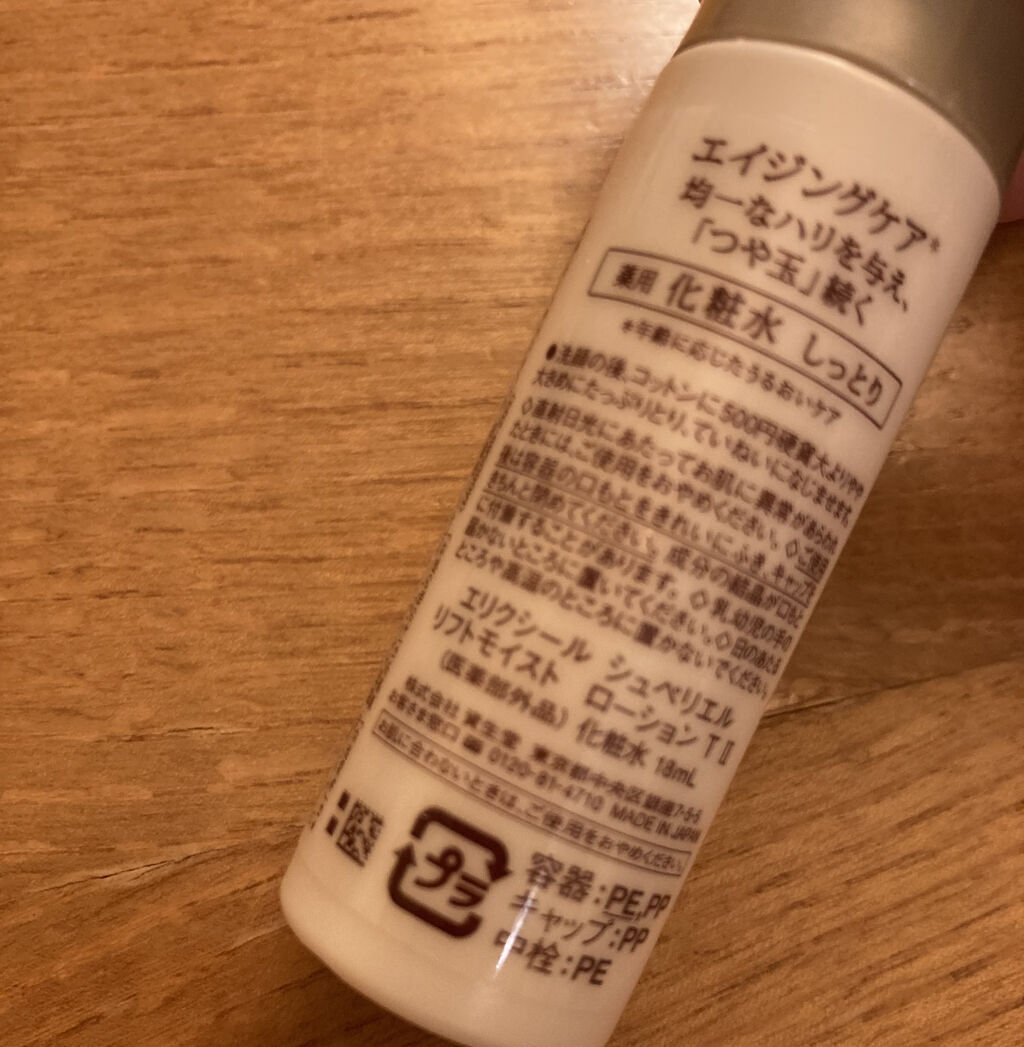 エイジングケア*
均一なハリを与え、
「つや玉」続く
薬用 化粧水 しっとり
*年齢に応じたうるおいケア
●洗顔の後、コットンに500円硬貨大よりやや
大きめにたっぷりとり、ていねいになじませます。
◇直射日光にあたってお肌に異常があらわれ
たときには、ご使用をおやめください。◇ご使用
後は容器の口もとをきれいにふき、キャップを
きちんと閉めてください。成分の結晶が口もと
に付着することがあります。◇乳幼児の手の
届かないところに置いてください。◇日のあたる
ところや高温のところに置かないでください。
エリクシール シュペリエル
リフトモイスト ローション T Ⅱ
(医薬部外品) 化粧水 18mL
株式会社 資生堂 東京都中央区銀座7-5-5
お客さま窓口 0120-81-4710 MADE IN JAPAN
お肌に合わないときは、ご使用をおやめください。
プラ
容器:PE,PP
キャップ:PP
中栓:PE